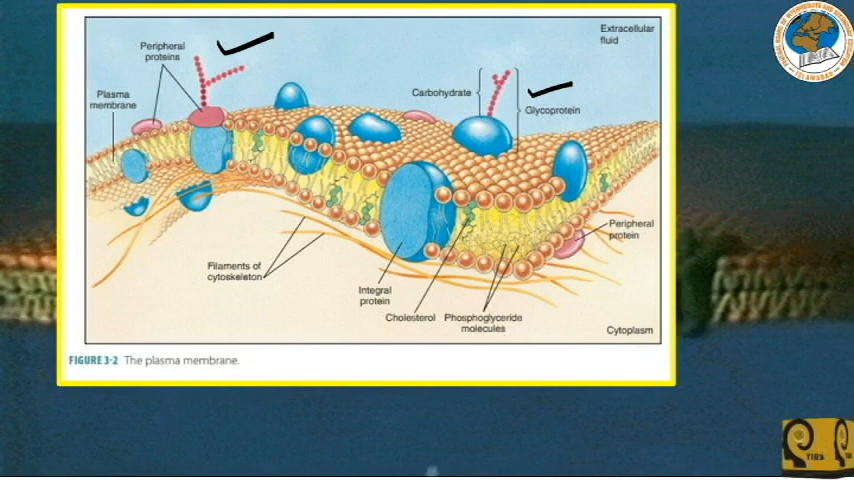 Extracellular
fluid
Peripheral
proteins
Plasma
membrane
Carbohydrate
Glycoprotein
Peripheral
protein
Filaments of
cytoskeleton
Integral
protein
Cholesterol
Phosphoglyceride
molecules
Cytoplasm
FIGURE 3-2 The plasma membrane.
ISLAMABAD